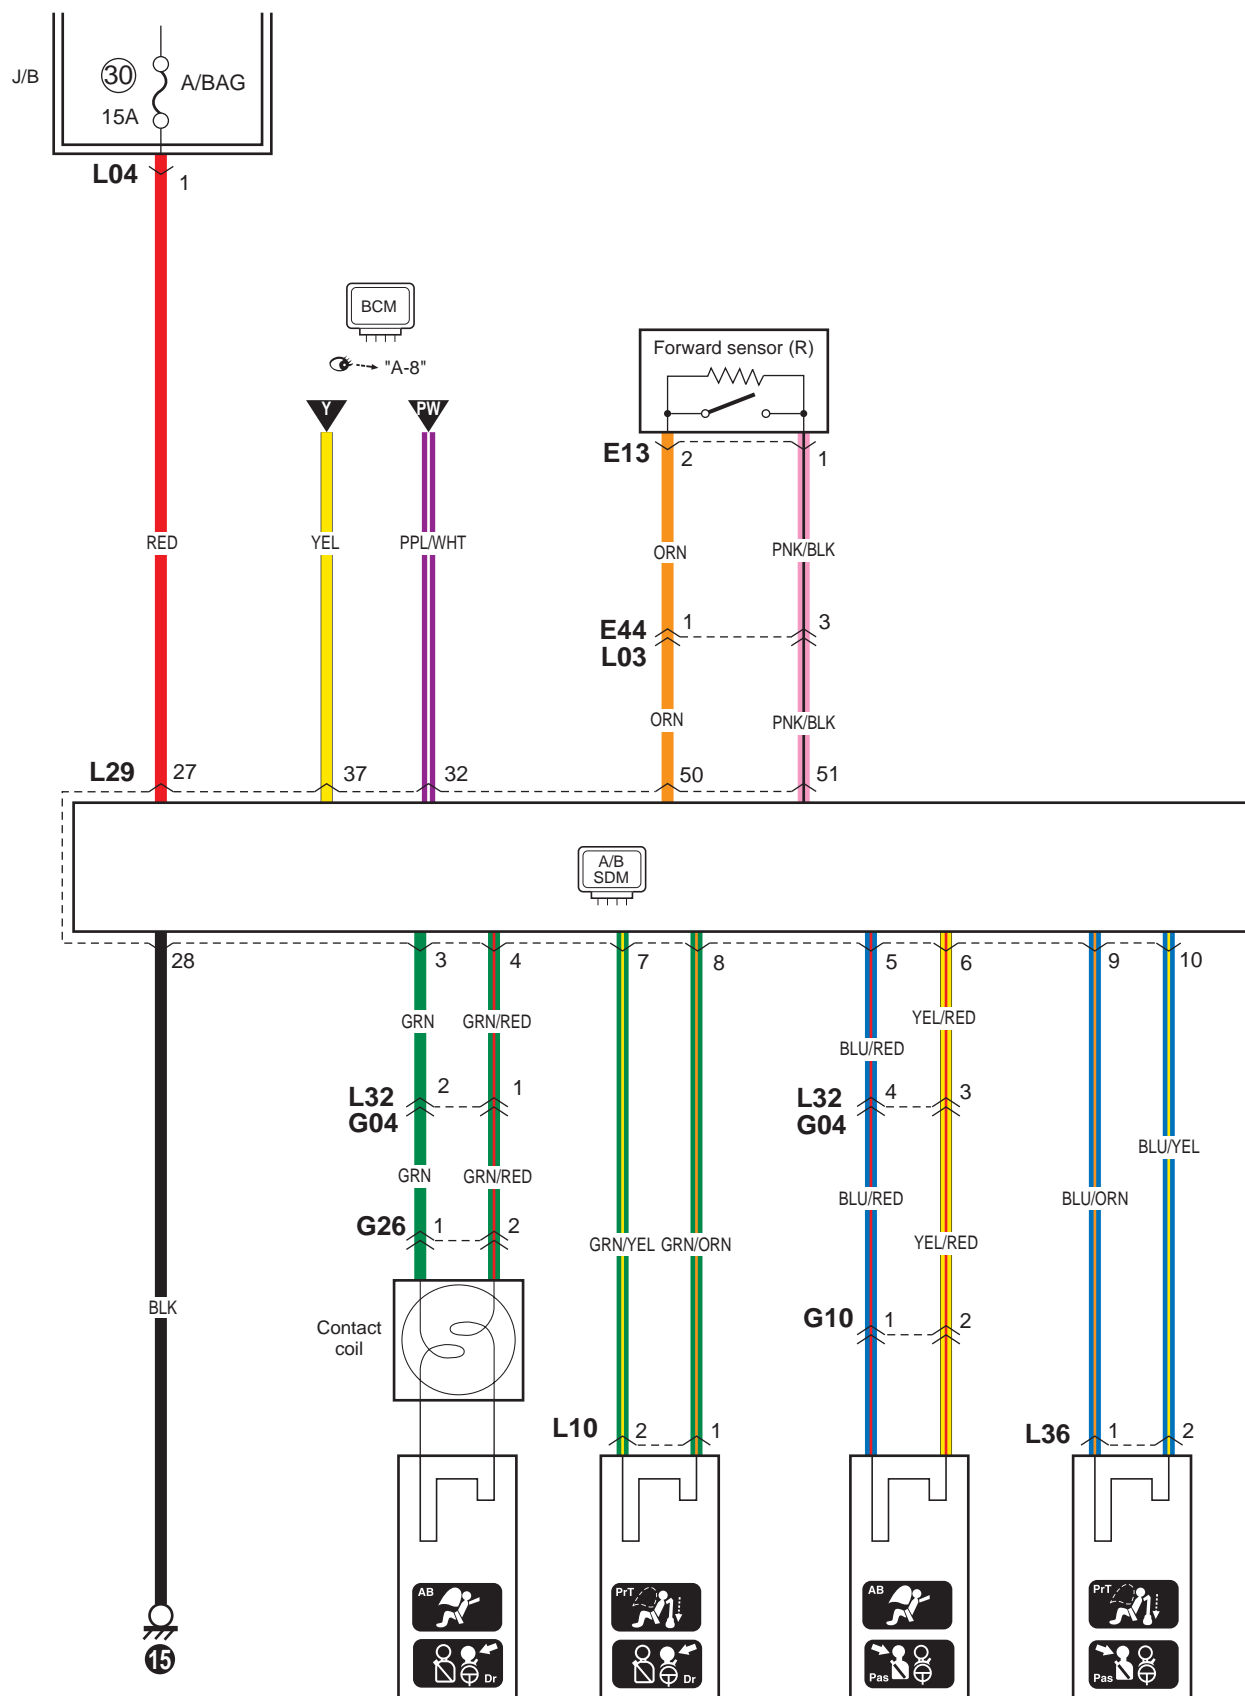 J/B
30
A/BAG
15A
L04
1
BCM
"A-8"
Forward sensor (R)
Y
PW
E13
2
1
RED
YEL
PPL/WHT
ORN
PNK/BLK
E44
1
3
L03
ORN
PNK/BLK
L29
27
37
32
50
51
A/B
SDM
28
3
4
7
8
5
6
9
10
GRN
GRN/RED
YEL/RED
BLU/RED
L32
2
1
G04
L32
4
3
G04
BLU/YEL
GRN
GRN/RED
BLU/RED
BLU/ORN
G26
1
2
GRN/YEL
GRN/ORN
YEL/RED
BLK
Contact
coil
G10
1
2
L10
2
1
L36
1
2
AB
PrT
AB
PrT
15
Dr
Dr
Pas
Pas